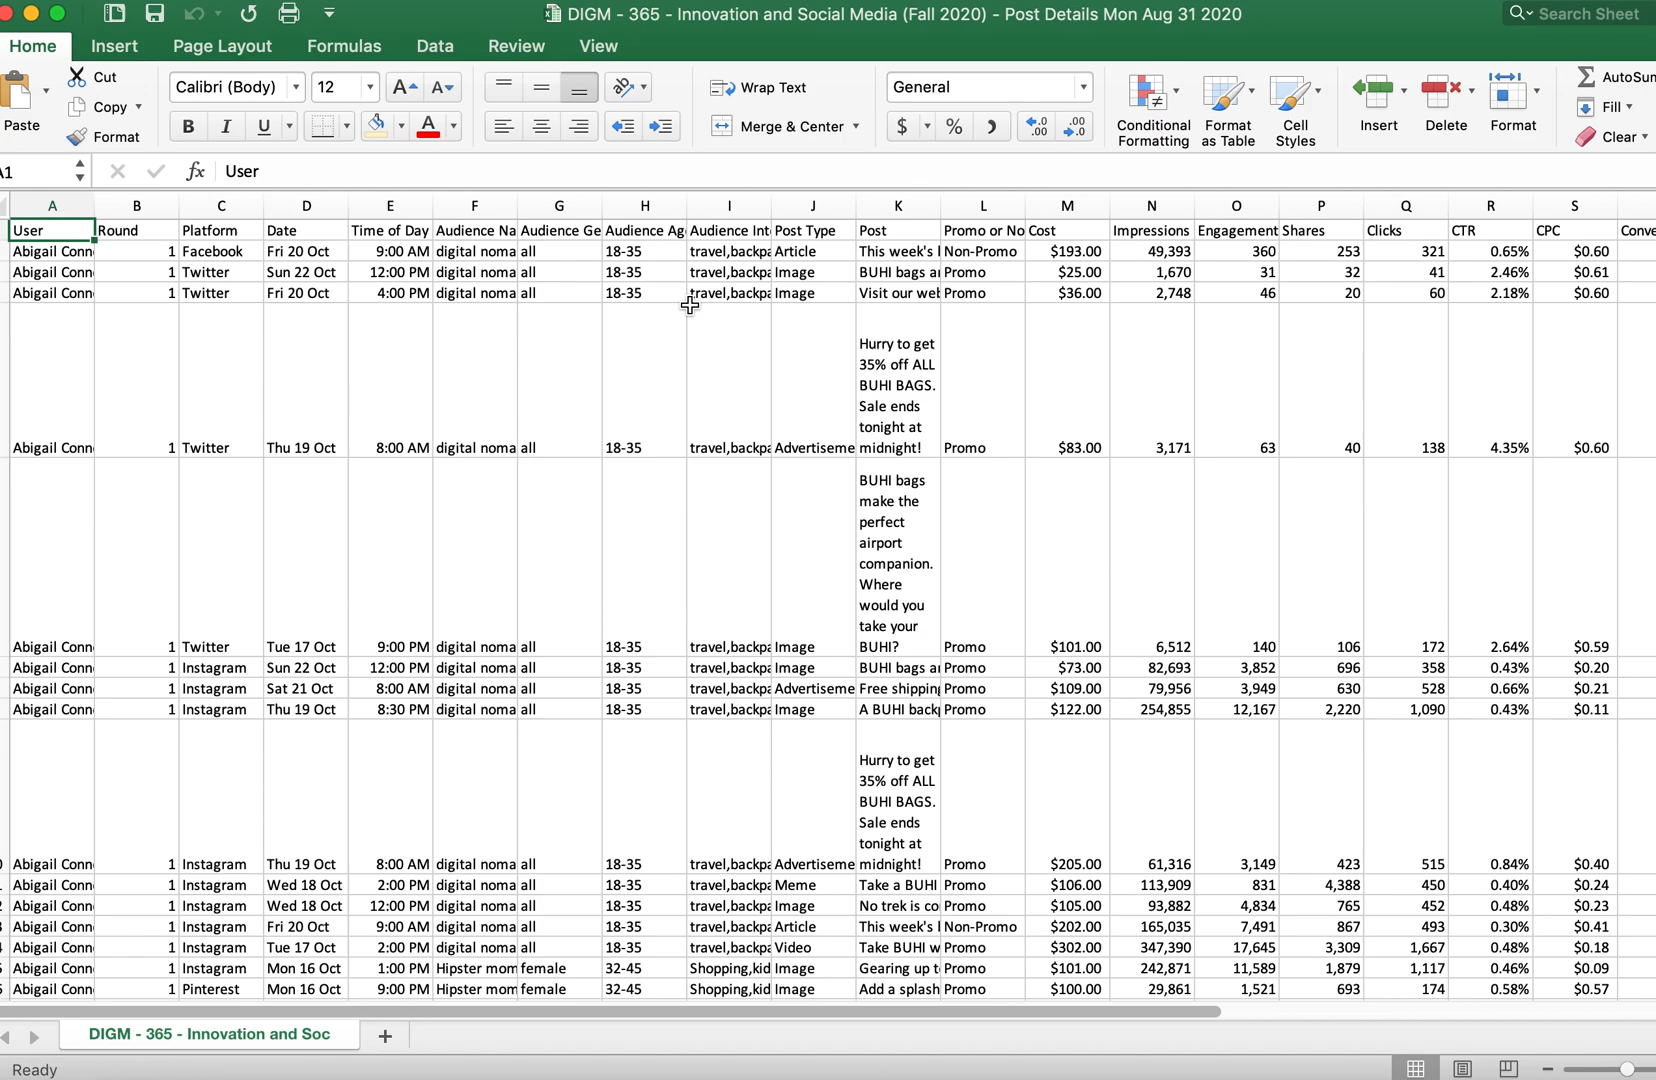 DIGM - 365 - Innovation and Social Media (Fall 2020) - Post Details Mon Aug 31 2020
Search Sheet
Home Insert Page Layout Formulas Data Review View
Paste
Cut
Copy
Format
Calibri (Body) 12
Wrap Text
Merge & Center
General
Conditional Formatting
Format as Table
Cell Styles
Insert
Delete
Format
AutoSum
Fill
Clear
A1 fx User
A B C D E F G H I J K L M N O P Q R S
User Round Platform Date Time of Day Audience Na Audience Ge Audience Ag Audience Int Post Type Post Promo or No Cost Impressions Engagement Shares Clicks CTR CPC Conve
Abigail Conn 1 Facebook Fri 20 Oct 9:00 AM digital noma all 18-35 travel,backpa Article This week's l Non-Promo $193.00 49,393 360 253 321 0.65% $0.60
Abigail Conn 1 Twitter Sun 22 Oct 12:00 PM digital noma all 18-35 travel,backpa Image BUHI bags ar Promo $25.00 1,670 31 32 41 2.46% $0.61
Abigail Conn 1 Twitter Fri 20 Oct 4:00 PM digital noma all 18-35 travel,backpa Image Visit our web Promo $36.00 2,748 46 20 60 2.18% $0.60
Hurry to get
35% off ALL
BUHI BAGS.
Sale ends
tonight at
Abigail Conn 1 Twitter Thu 19 Oct 8:00 AM digital noma all 18-35 travel,backpa Advertiseme midnight! Promo $83.00 3,171 63 40 138 4.35% $0.60
BUHI bags
make the
perfect
airport
companion.
Where
would you
take your
Abigail Conn 1 Twitter Tue 17 Oct 9:00 PM digital noma all 18-35 travel,backpa Image BUHI? Promo $101.00 6,512 140 106 172 2.64% $0.59
Abigail Conn 1 Instagram Sun 22 Oct 12:00 PM digital noma all 18-35 travel,backpa Image BUHI bags ar Promo $73.00 82,693 3,852 696 358 0.43% $0.20
Abigail Conn 1 Instagram Sat 21 Oct 8:00 AM digital noma all 18-35 travel,backpa Advertiseme Free shipping Promo $109.00 79,956 3,949 630 528 0.66% $0.21
Abigail Conn 1 Instagram Thu 19 Oct 8:30 PM digital noma all 18-35 travel,backpa Image A BUHI backp Promo $122.00 254,855 12,167 2,220 1,090 0.43% $0.11
Hurry to get
35% off ALL
BUHI BAGS.
Sale ends
tonight at
Abigail Conn 1 Instagram Thu 19 Oct 8:00 AM digital noma all 18-35 travel,backpa Advertiseme midnight! Promo $205.00 61,316 3,149 423 515 0.84% $0.40
Abigail Conn 1 Instagram Wed 18 Oct 2:00 PM digital noma all 18-35 travel,backpa Meme Take a BUHI Promo $106.00 113,909 831 4,388 450 0.40% $0.24
Abigail Conn 1 Instagram Wed 18 Oct 12:00 PM digital noma all 18-35 travel,backpa Image No trek is co Promo $105.00 93,882 4,834 765 452 0.48% $0.23
Abigail Conn 1 Instagram Fri 20 Oct 9:00 AM digital noma all 18-35 travel,backpa Article This week's l Non-Promo $202.00 165,035 7,491 867 493 0.30% $0.41
Abigail Conn 1 Instagram Tue 17 Oct 2:00 PM digital noma all 18-35 travel,backpa Video Take BUHI w Promo $302.00 347,390 17,645 3,309 1,667 0.48% $0.18
Abigail Conn 1 Instagram Mon 16 Oct 1:00 PM Hipster mom female 32-45 Shopping,kid Image Gearing up t Promo $101.00 242,871 11,589 1,879 1,117 0.46% $0.09
Abigail Conn 1 Pinterest Mon 16 Oct 9:00 PM Hipster mom female 32-45 Shopping,kid Image Add a splash Promo $100.00 29,861 1,521 693 174 0.58% $0.57
DIGM - 365 - Innovation and Soc
Ready